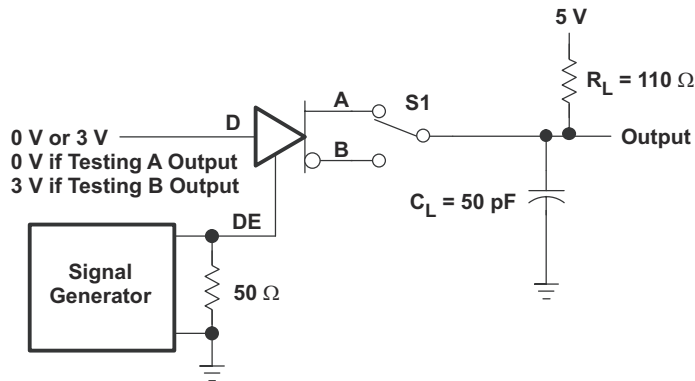 5 V
R_L = 110 Ω
A
S1
D
0 V or 3 V
0 V if Testing A Output
3 V if Testing B Output
B
Output
C_L = 50 pF
DE
Signal
Generator
50 Ω